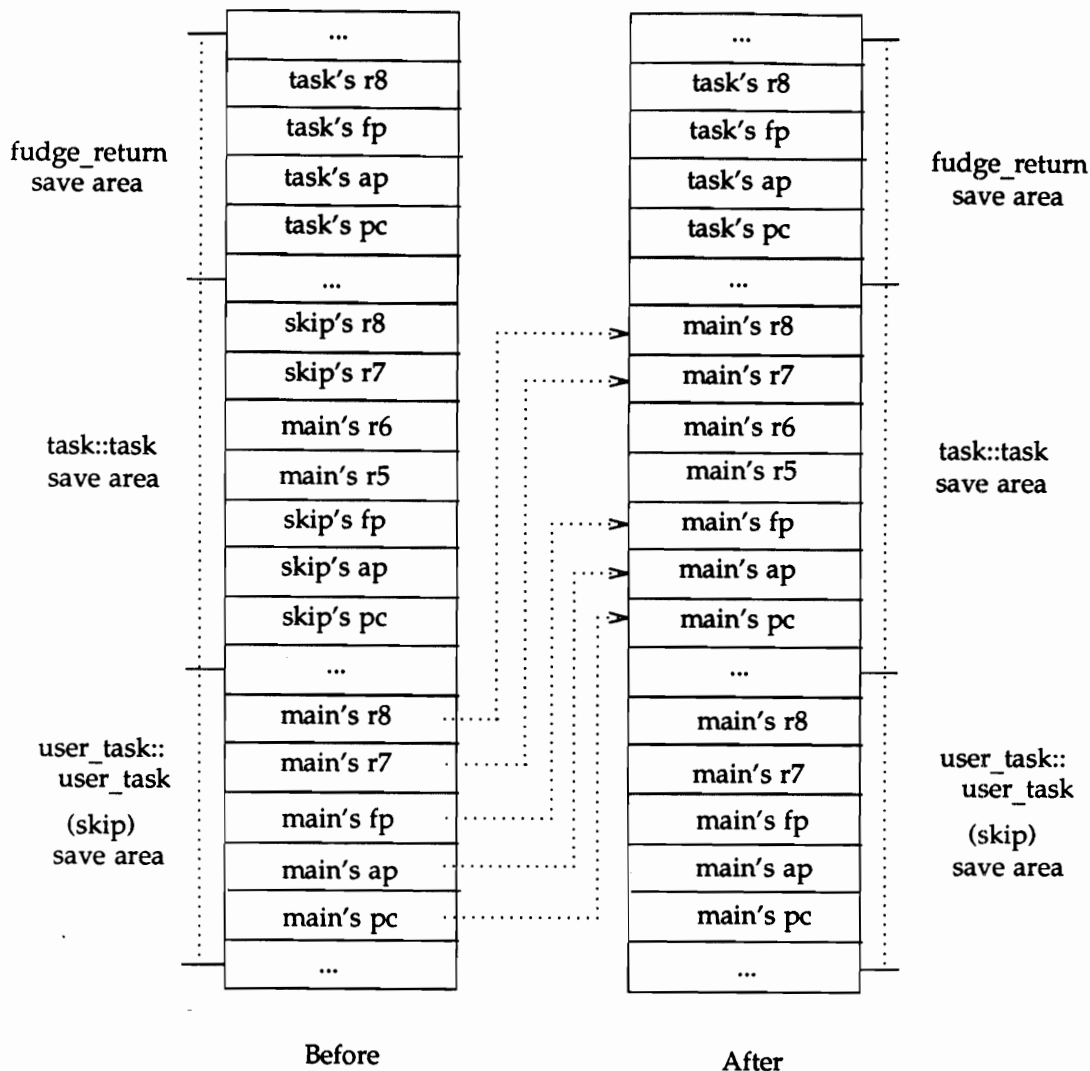 fudge_return
save area
task::task
save area
user_task::
user_task
(skip)
save area
...
task's r8
task's fp
task's ap
task's pc
...
skip's r8
skip's r7
main's r6
main's r5
skip's fp
skip's ap
skip's pc
...
main's r8
main's r7
main's fp
main's ap
main's pc
...
Before
...
task's r8
task's fp
task's ap
task's pc
...
main's r8
main's r7
main's r6
main's r5
main's fp
main's ap
main's pc
...
main's r8
main's r7
main's fp
main's ap
main's pc
...
After
fudge_return
save area
task::task
save area
user_task::
user_task
(skip)
save area